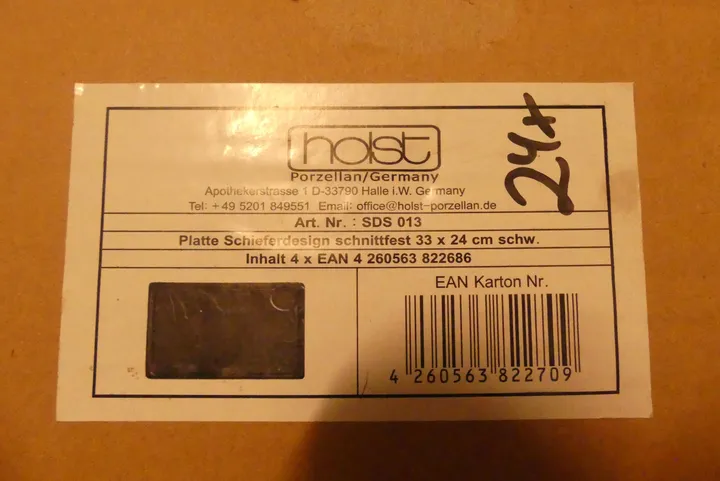 holst
Porzellan/Germany
Apothekerstrasse 1 D-33790 Halle i.W. Germany
Tel: +49 5201 849551 Email: office@holst-porzellan.de
Art. Nr. : SDS 013
Platte Schieferdesign schnittfest 33 x 24 cm schw.
Inhalt 4 x EAN 4 260563 822686
EAN Karton Nr.
4 260563 822709
24x